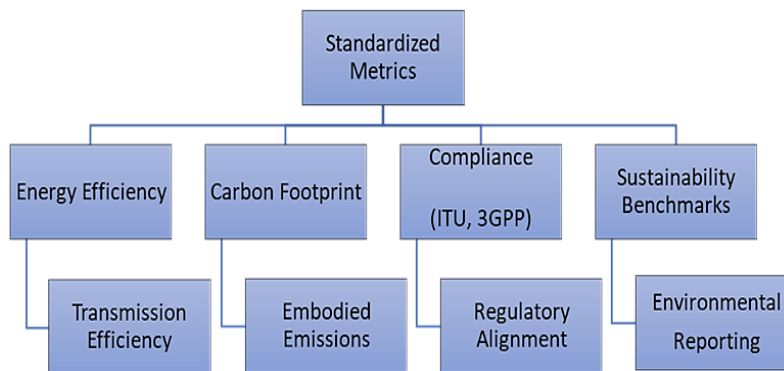 Standardized
Metrics
Energy Efficiency
Carbon Footprint
Compliance
(ITU, 3GPP)
Sustainability
Benchmarks
Transmission
Efficiency
Embodied
Emissions
Regulatory
Alignment
Environmental
Reporting